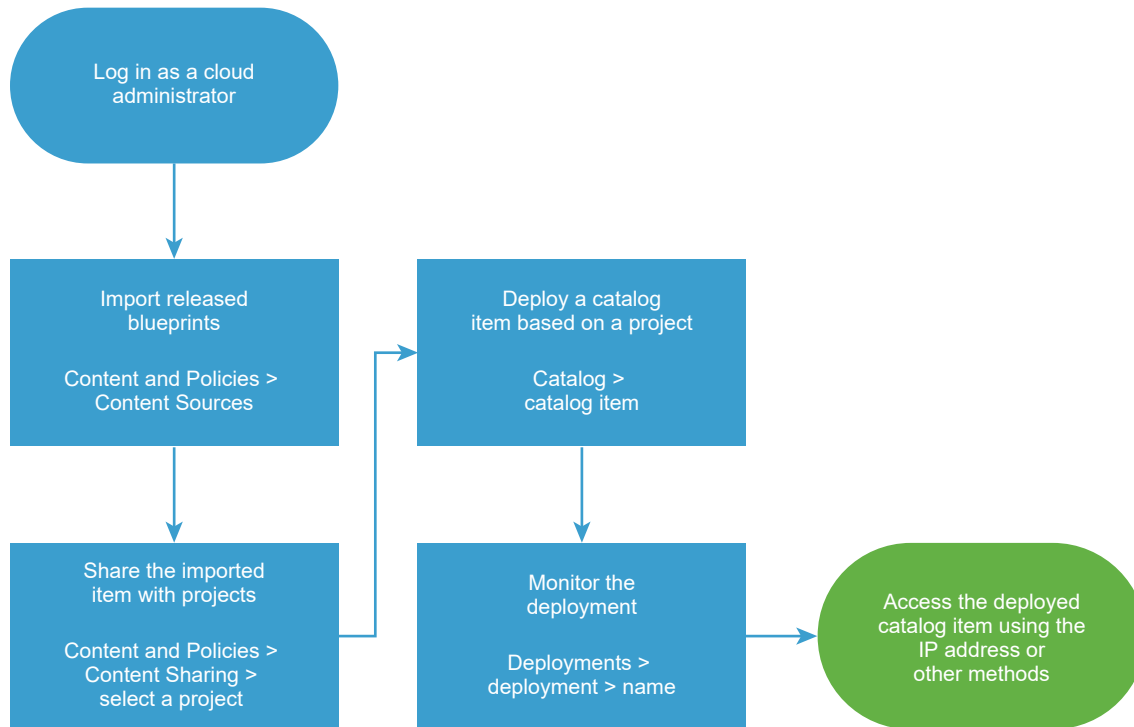 Log in as a cloud
administrator
Import released
blueprints
Content and Policies >
Content Sources
Share the imported
item with projects
Content and Policies >
Content Sharing >
select a project
Deploy a catalog
item based on a project
Catalog >
catalog item
Monitor the
deployment
Deployments >
deployment > name
Access the deployed
catalog item using the
IP address or
other methods